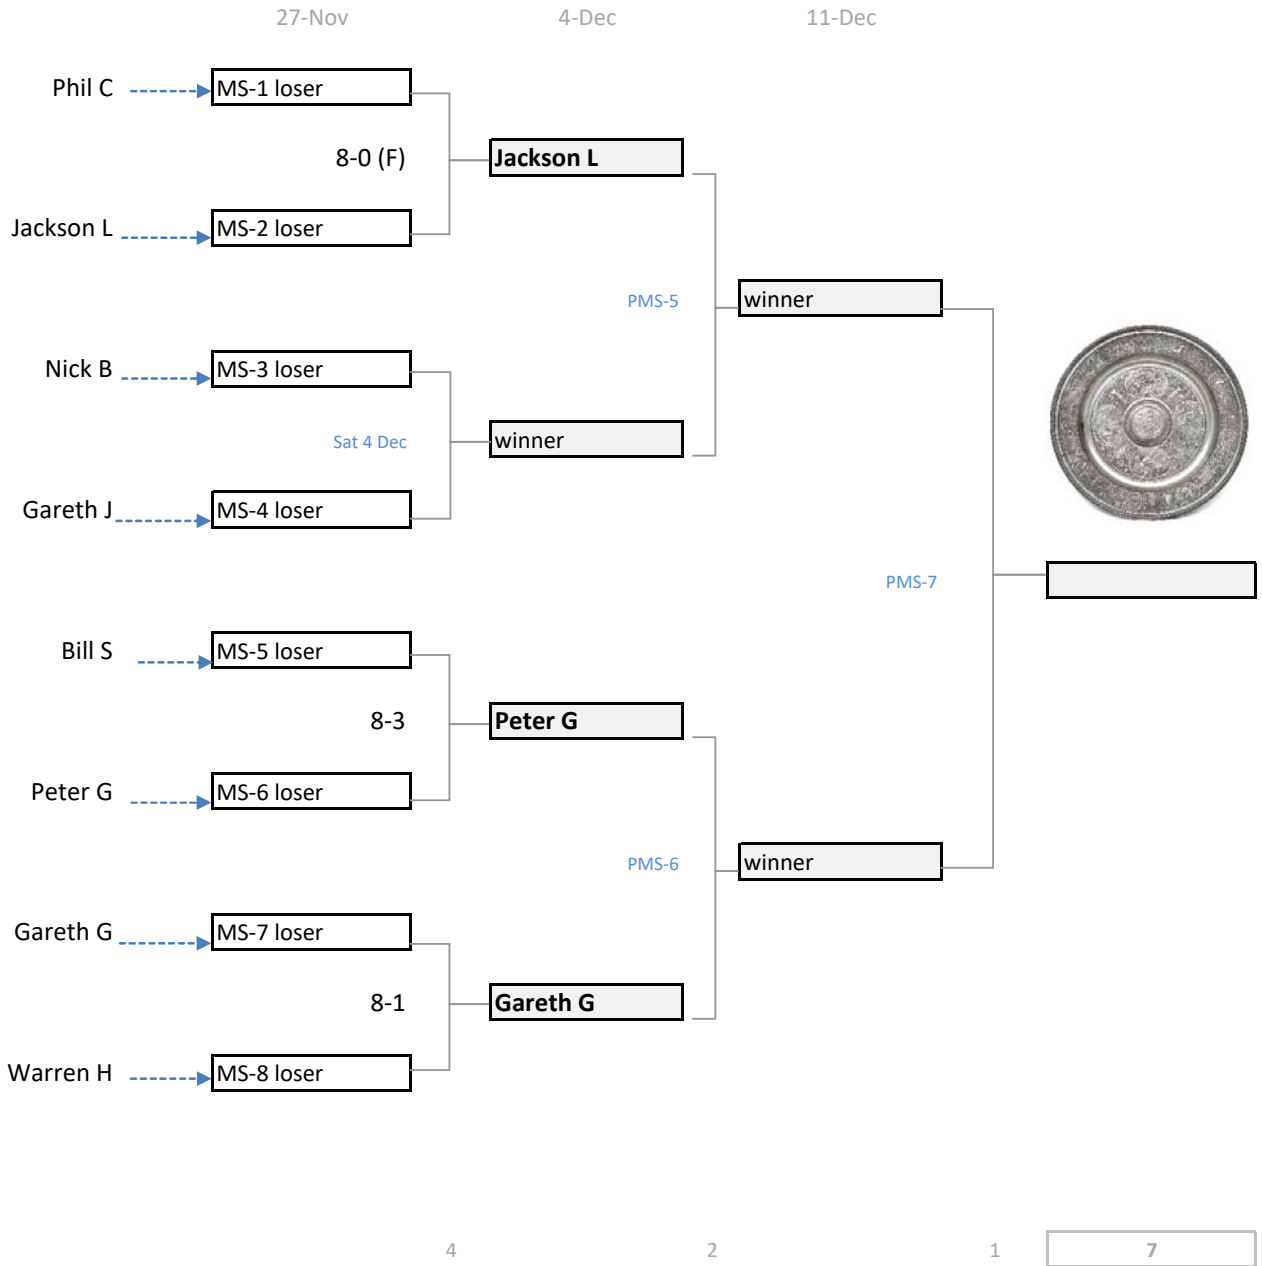 27-Nov 4-Dec 11-Dec
Phil C MS-1 loser
8-0 (F) Jackson L
Jackson L MS-2 loser
PMS-5 winner
Nick B MS-3 loser
Sat 4 Dec winner
Gareth J MS-4 loser
PMS-7
Bill S MS-5 loser
8-3 Peter G
Peter G MS-6 loser
PMS-6 winner
Gareth G MS-7 loser
8-1 Gareth G
Warren H MS-8 loser
4 2 1 7